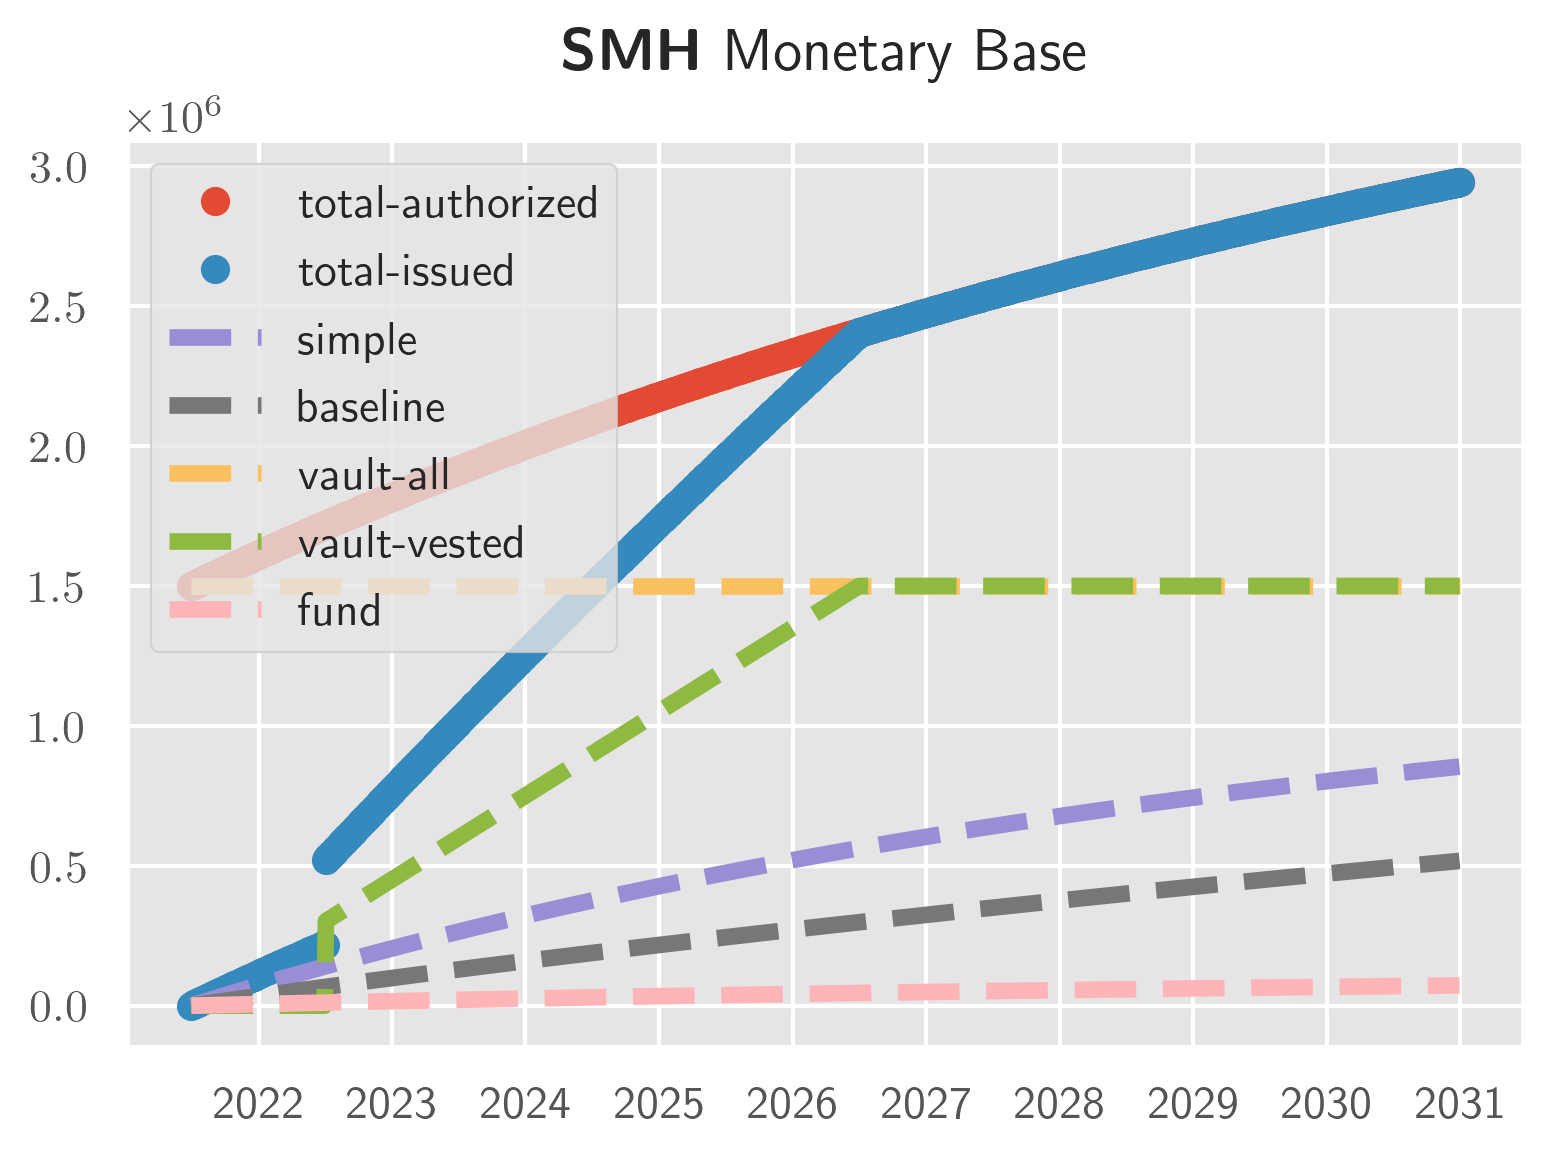 SMH Monetary Base
×10⁶
3.0
2.5
2.0
1.5
1.0
0.5
0.0
total-authorized
total-issued
simple
baseline
vault-all
vault-vested
fund
2022 2023 2024 2025 2026 2027 2028 2029 2030 2031